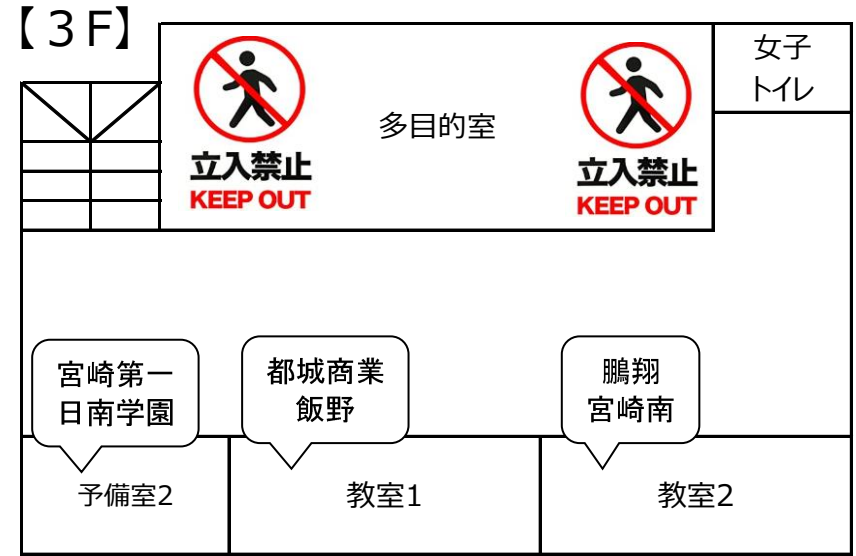 【３F】
女子
トイレ
多目的室
立入禁止
KEEP OUT
立入禁止
KEEP OUT
宮崎第一
日南学園
都城商業
飯野
鵬翔
宮崎南
予備室2
教室1
教室2